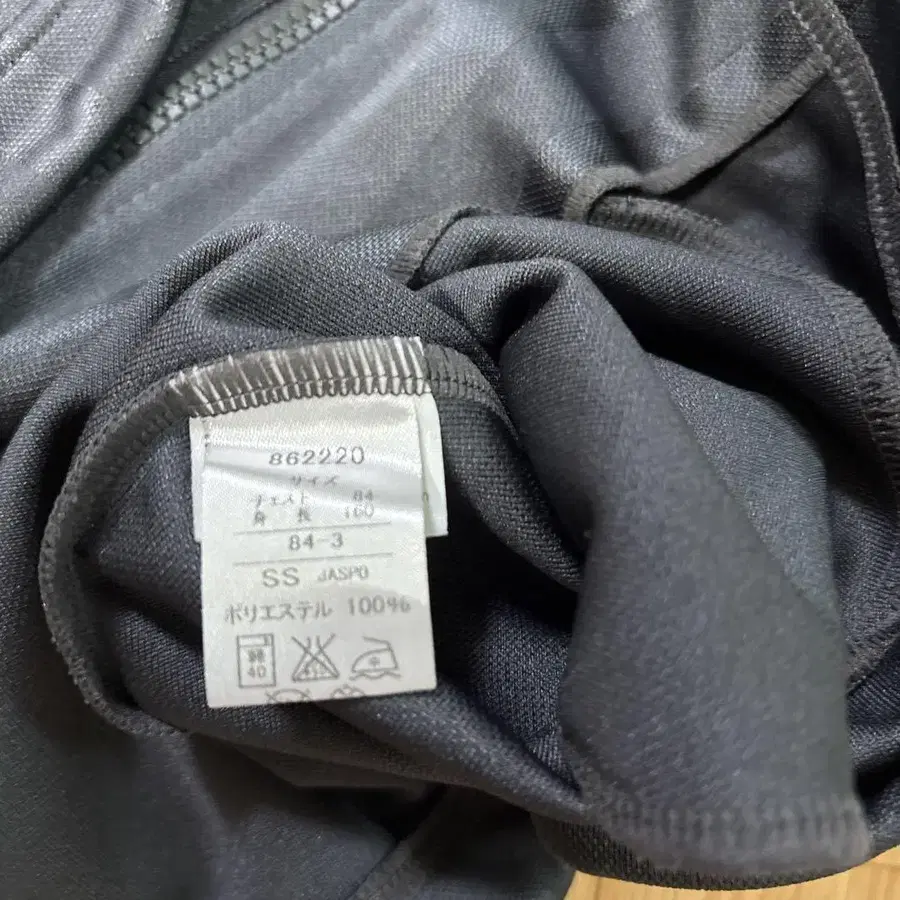 862220
サイズ
チェスト 84
身 長 160
84-3
SS JASPO
ポリエステル 100%
40